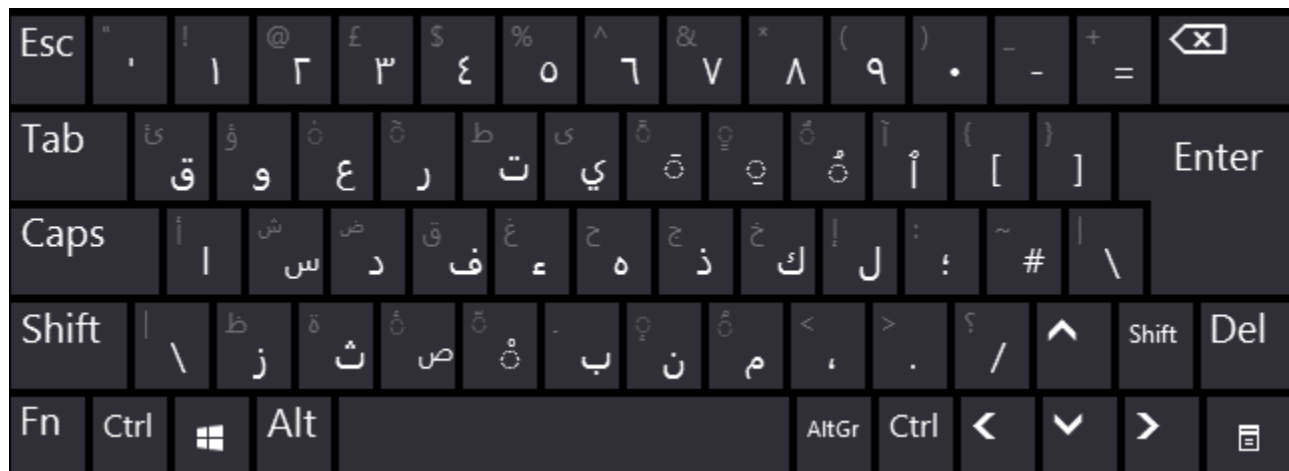 Esc " ' ! ١ @ ٢ £ ٣ $ ٤ % ٥ ^ ٦ & ٧ * ٨ ( ٩ ) ٠ _ - + =
Tab ئ ق ؤ و ع ر ط ت ى ي آ { [ } ] Enter
Caps أ ا ش س ض د ق ف غ ء ح ه ج ذ خ ك إ ل : ؛ ~ # | \
Shift | \ ظ ز ة ث ص . ب ن م < ، > . ؟ / Shift Del
Fn Ctrl Alt AltGr Ctrl